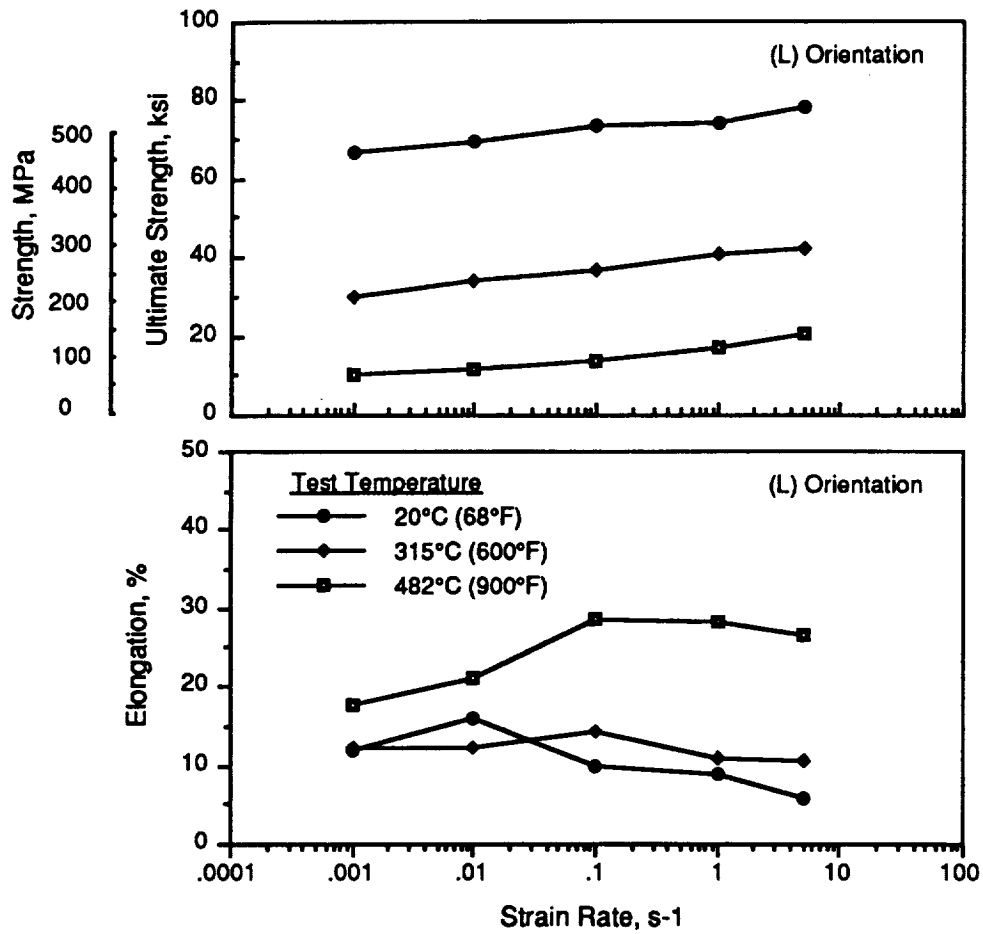 100
(L) Orientation
80
500
400
60
300
40
200
20
100
0
0
Strength, MPa
Ultimate Strength, ksi
50
Test Temperature
(L) Orientation
20°C (68°F)
40
315°C (600°F)
482°C (900°F)
30
20
10
0
Elongation, %
.0001
.001
.01
.1
1
10
100
Strain Rate, s-1